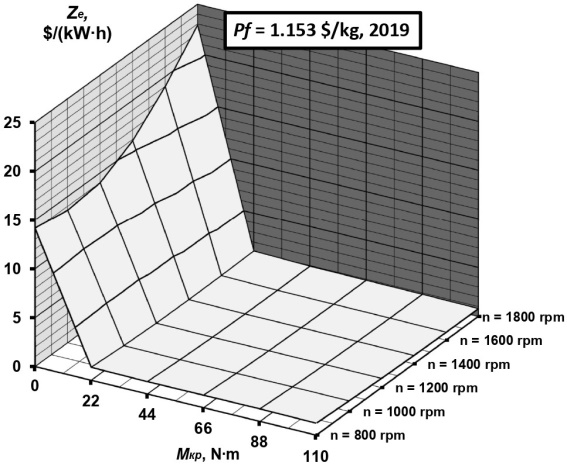 Ze,
$/(kW·h)
Pf = 1.153 $/kg, 2019
25
20
15
10
5
0
0
22
44
66
88
110
Mкр, N·m
n = 1800 rpm
n = 1600 rpm
n = 1400 rpm
n = 1200 rpm
n = 1000 rpm
n = 800 rpm